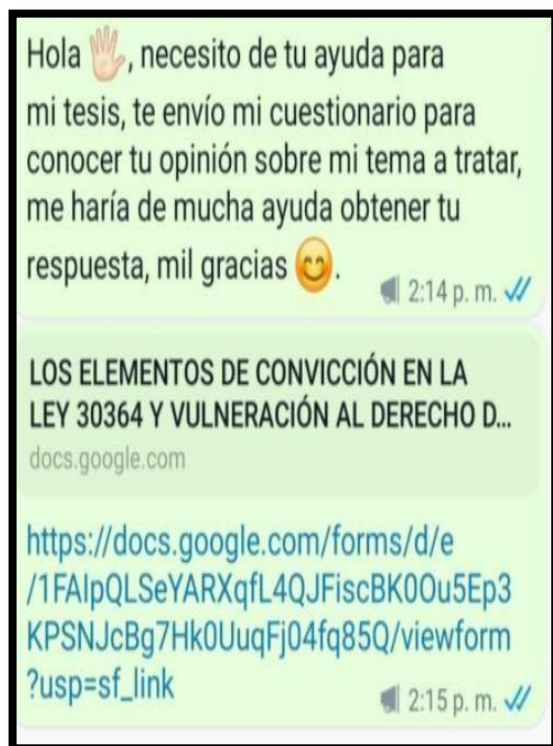 Hola 🖐, necesito de tu ayuda para
mi tesis, te envío mi cuestionario para
conocer tu opinión sobre mi tema a tratar,
me haría de mucha ayuda obtener tu
respuesta, mil gracias 😊.
2:14 p. m.
LOS ELEMENTOS DE CONVICCIÓN EN LA
LEY 30364 Y VULNERACIÓN AL DERECHO D...
docs.google.com
https://docs.google.com/forms/d/e
/1FAIpQLSeYARXqfL4QJFiscBK0Ou5Ep3
KPSNJcBg7Hk0UuqFj04fq85Q/viewform
?usp=sf_link
2:15 p. m.